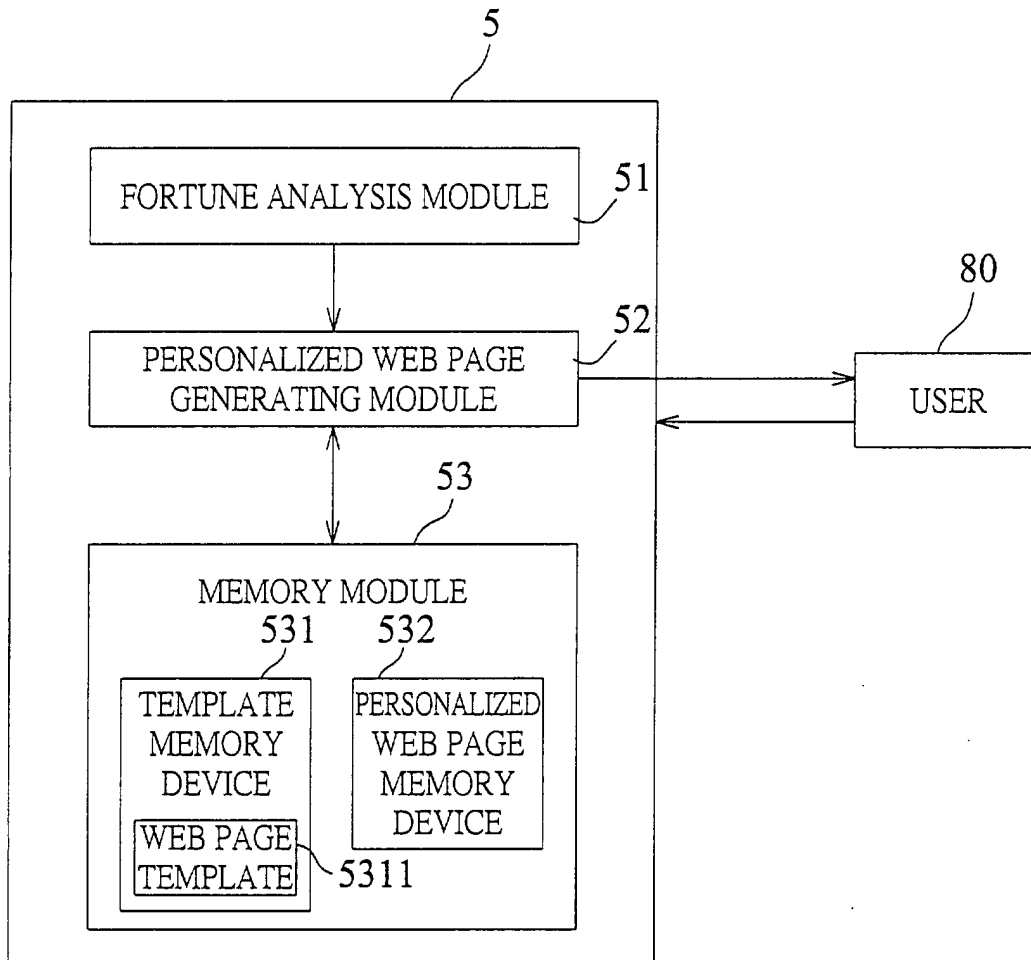 5
FORTUNE ANALYSIS MODULE
51
80
52
PERSONALIZED WEB PAGE
GENERATING MODULE
USER
53
MEMORY MODULE
531
532
TEMPLATE
MEMORY
DEVICE
PERSONALIZED
WEB PAGE
MEMORY
DEVICE
WEB PAGE
TEMPLATE
5311